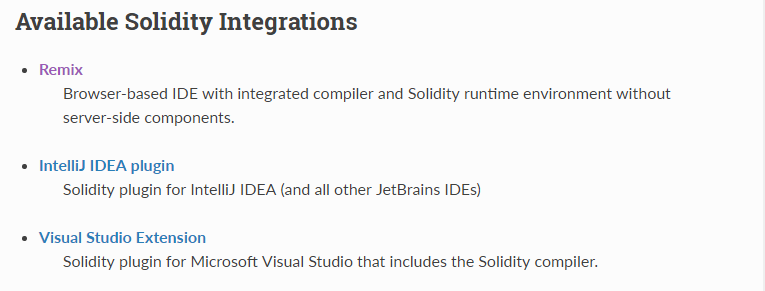 Available Solidity Integrations
Remix
Browser-based IDE with integrated compiler and Solidity runtime environment without
server-side components.
IntelliJ IDEA plugin
Solidity plugin for IntelliJ IDEA (and all other JetBrains IDEs)
Visual Studio Extension
Solidity plugin for Microsoft Visual Studio that includes the Solidity compiler.